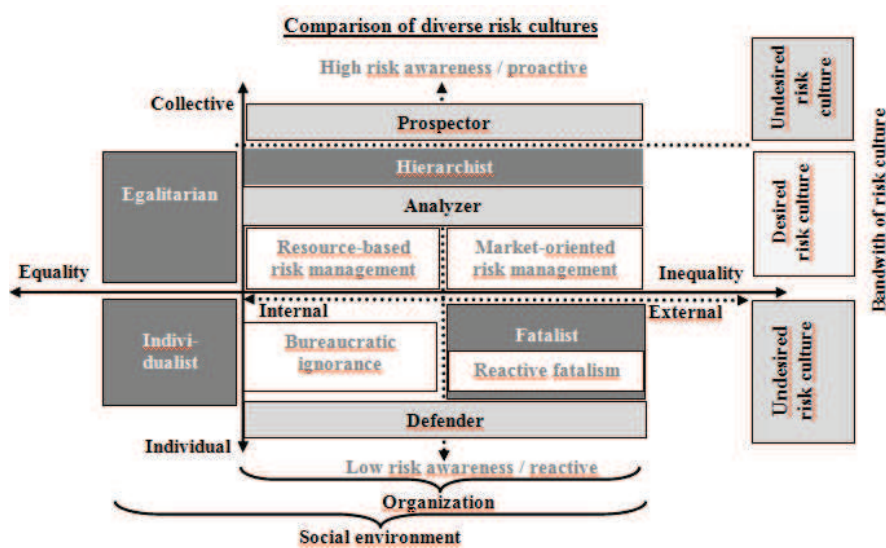 Comparison of diverse risk cultures
High risk awareness / proactive
Collective
Prospector
Undesired
risk
culture
Hierarchist
Egalitarian
Analyzer
Desired
risk culture
Resource-based
risk management
Market-oriented
risk management
Equality
Inequality
Bandwith of risk culture
Internal
External
Indivi-
dualist
Bureaucratic
ignorance
Fatalist
Reactive fatalism
Undesired
risk culture
Defender
Individual
Low risk awareness / reactive
Organization
Social environment